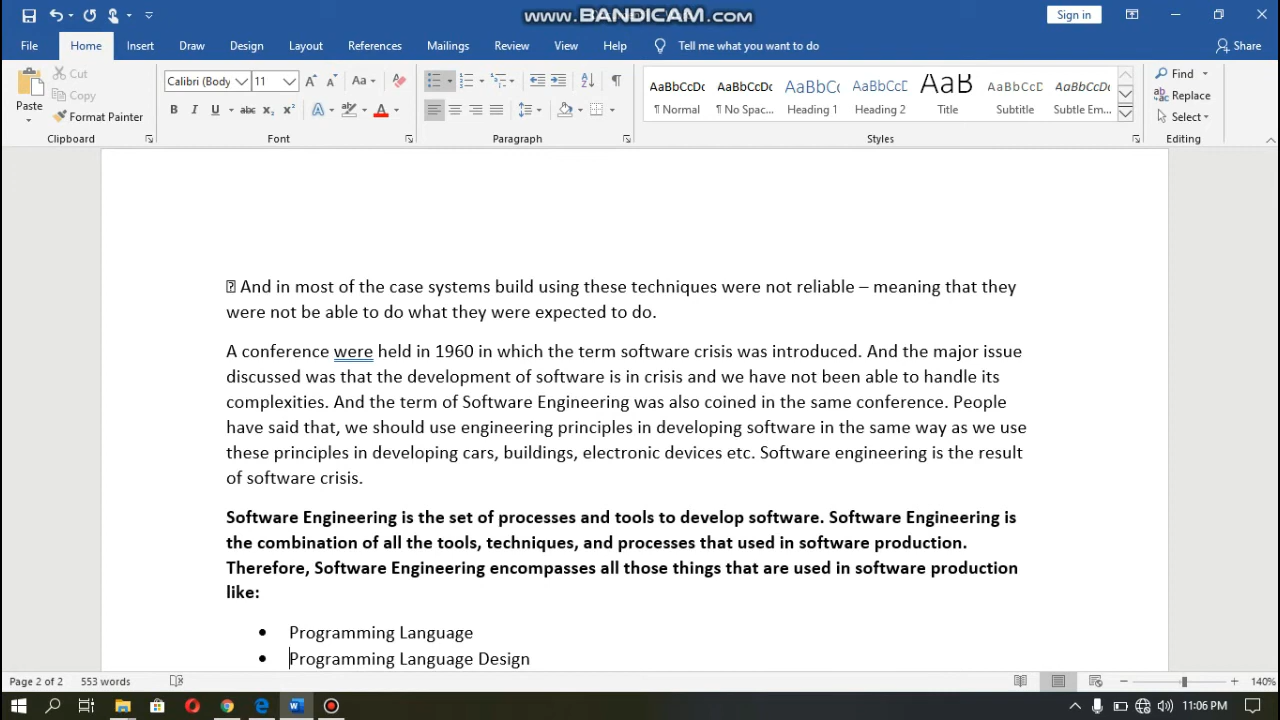 www.BANDICAM.com
Sign in
File Home Insert Draw Design Layout References Mailings Review View Help Tell me what you want to do Share
Paste
Cut
Copy
Format Painter
Clipboard
Calibri (Body 11 Aa
B I U abc x₂ x² A A
Font
Paragraph
AaBbCcDc AaBbCcDc AaBbCc AaBbCcD AaB AaBbCcD AaBbCcDc
¶ Normal ¶ No Spac... Heading 1 Heading 2 Title Subtitle Subtle Em...
Styles
Find
Replace
Select
Editing
And in most of the case systems build using these techniques were not reliable – meaning that they
were not be able to do what they were expected to do.
A conference were held in 1960 in which the term software crisis was introduced. And the major issue
discussed was that the development of software is in crisis and we have not been able to handle its
complexities. And the term of Software Engineering was also coined in the same conference. People
have said that, we should use engineering principles in developing software in the same way as we use
these principles in developing cars, buildings, electronic devices etc. Software engineering is the result
of software crisis.
Software Engineering is the set of processes and tools to develop software. Software Engineering is
the combination of all the tools, techniques, and processes that used in software production.
Therefore, Software Engineering encompasses all those things that are used in software production
like:
• Programming Language
• Programming Language Design
Page 2 of 2 553 words 140%
11:06 PM